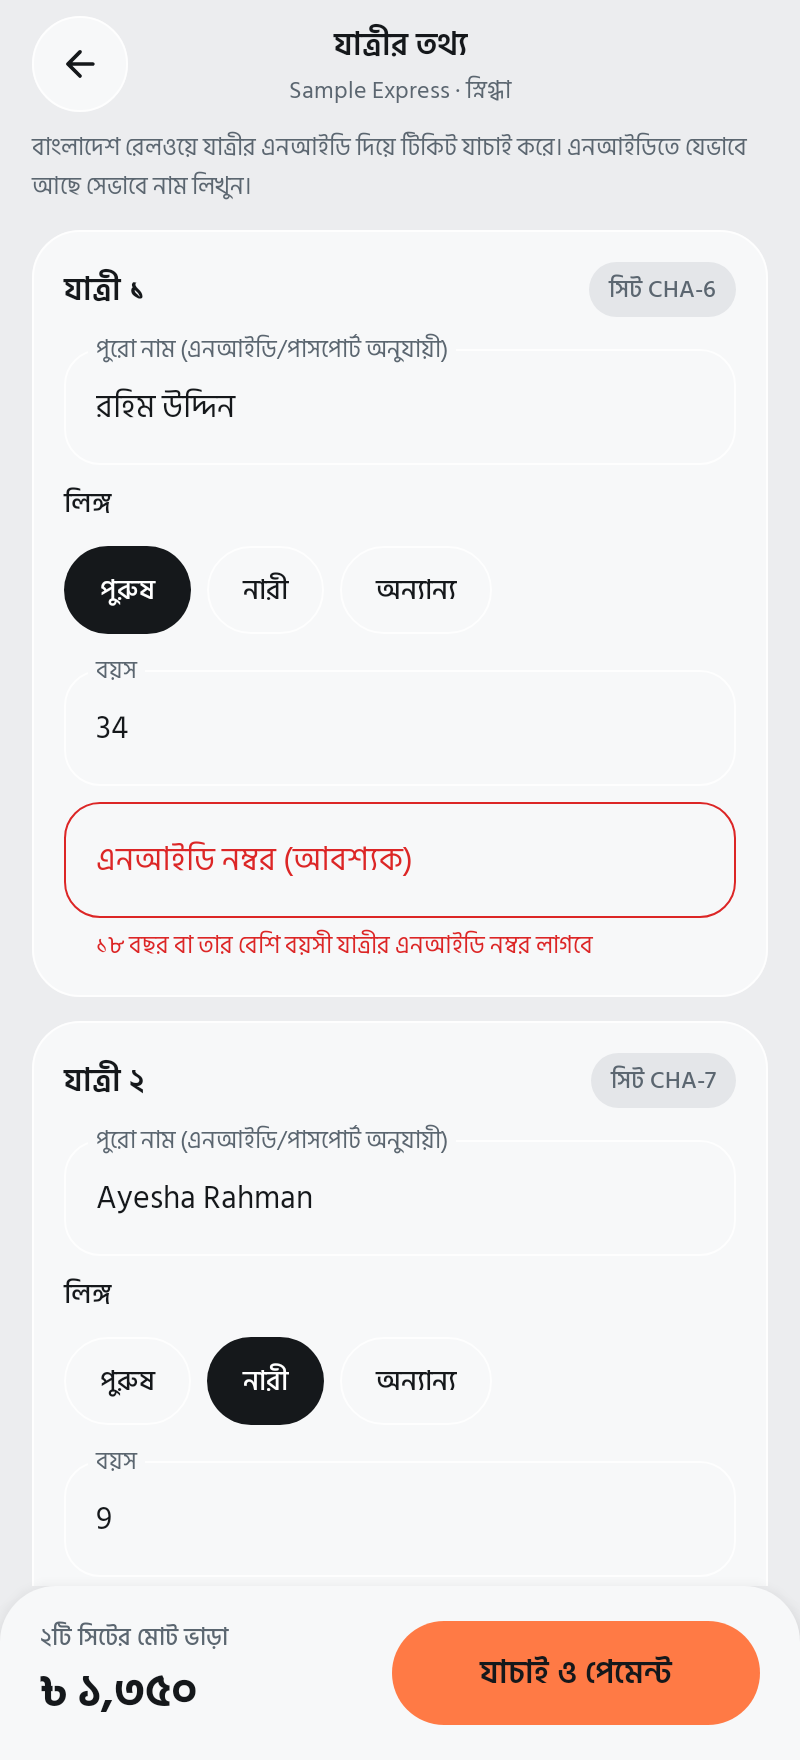 যাত্রীর তথ্য
Sample Express · স্নিগ্ধা
বাংলাদেশ রেলওয়ে যাত্রীর এনআইডি দিয়ে টিকিট যাচাই করে। এনআইডিতে যেভাবে
আছে সেভাবে নাম লিখুন।
যাত্রী ১
সিট CHA-6
পুরো নাম (এনআইডি/পাসপোর্ট অনুযায়ী)
রহিম উদ্দিন
লিঙ্গ
পুরুষ নারী অন্যান্য
বয়স
34
এনআইডি নম্বর (আবশ্যক)
১৮ বছর বা তার বেশি বয়সী যাত্রীর এনআইডি নম্বর লাগবে
যাত্রী ২
সিট CHA-7
পুরো নাম (এনআইডি/পাসপোর্ট অনুযায়ী)
Ayesha Rahman
লিঙ্গ
পুরুষ নারী অন্যান্য
বয়স
9
২টি সিটের মোট ভাড়া
৳ ১,৩৫০
যাচাই ও পেমেন্ট